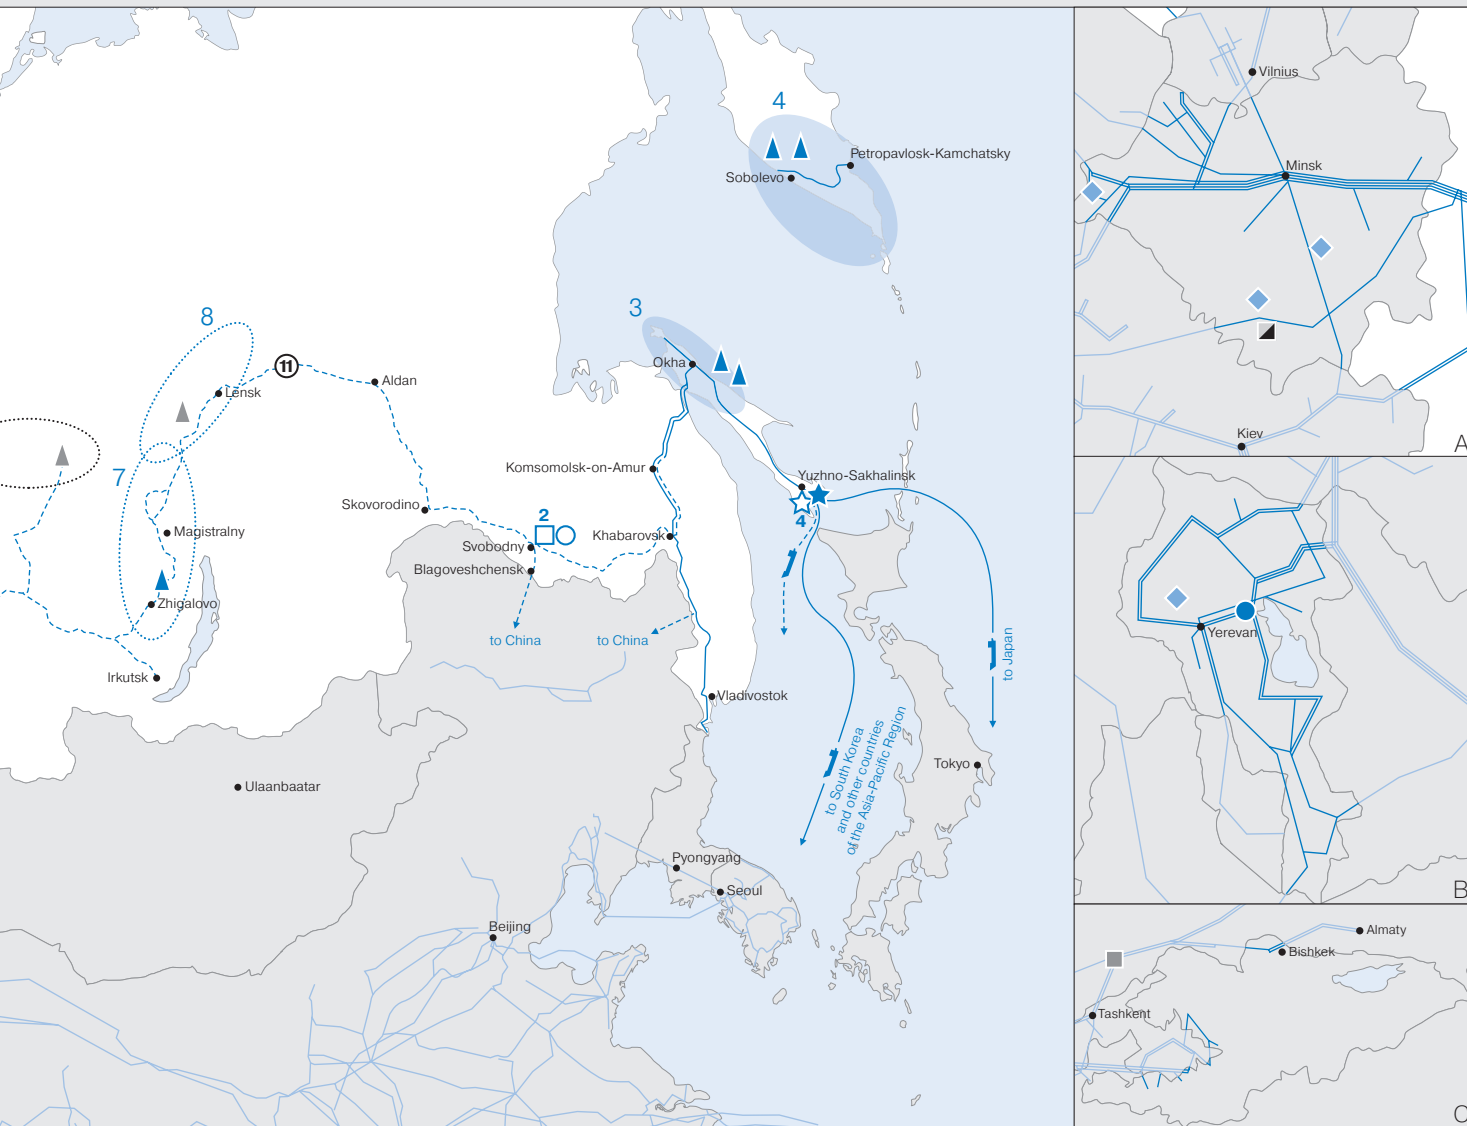 4
Petropavlosk-Kamchatsky
Sobolevo
3
Okha
8
11
Lensk
Aldan
7
Komsomolsk-on-Amur
Yuzhno-Sakhalinsk
4
Skovorodino
2
Magistralny
Khabarovsk
Svobodny
Blagoveshchensk
Zhigalovo
to China
to China
to Japan
Irkutsk
Vladivostok
to South Korea
and other countries
of the Asia-Pacific Region
Tokyo
Ulaanbaatar
Pyongyang
Seoul
Beijing
Vilnius
Minsk
Kiev
A
Yerevan
B
Almaty
Bishkek
Tashkent
C